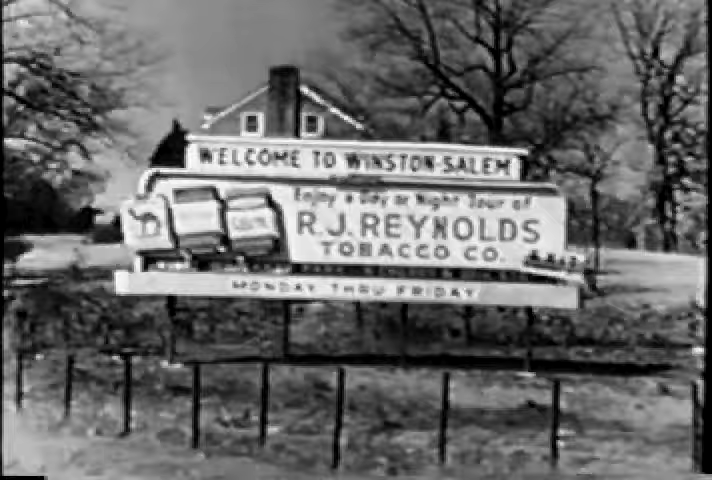 WELCOME TO WINSTON-SALEM
Enjoy a Day or Night Tour of
R.J. REYNOLDS
TOBACCO CO.
MONDAY THRU FRIDAY